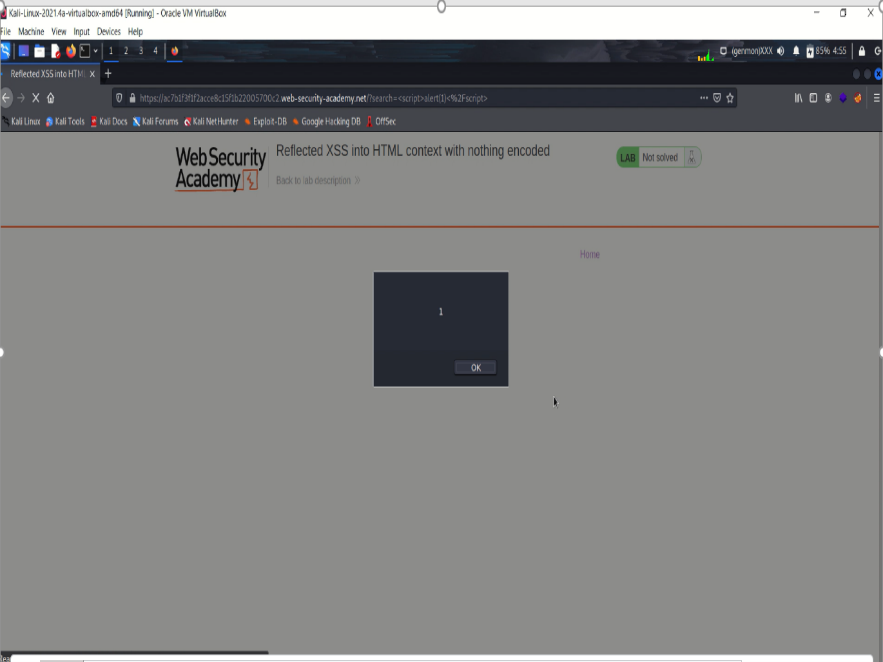 Kali-Linux-2021.4a-virtualbox-amd64 [Running] - Oracle VM VirtualBox
File Machine View Input Devices Help
1 2 3 4 (genmon)XXX 85% 4:55
Reflected XSS into HTM
https://ac7b1f3f1f2acce8c15f1b22005700c2.web-security-academy.net/?search=<script>alert(1)<%2Fscript>
Kali Linux Kali Tools Kali Docs Kali Forums Kali NetHunter Exploit-DB Google Hacking DB OffSec
WebSecurity
Academy
Reflected XSS into HTML context with nothing encoded
Back to lab description
LAB Not solved
Home
1
OK